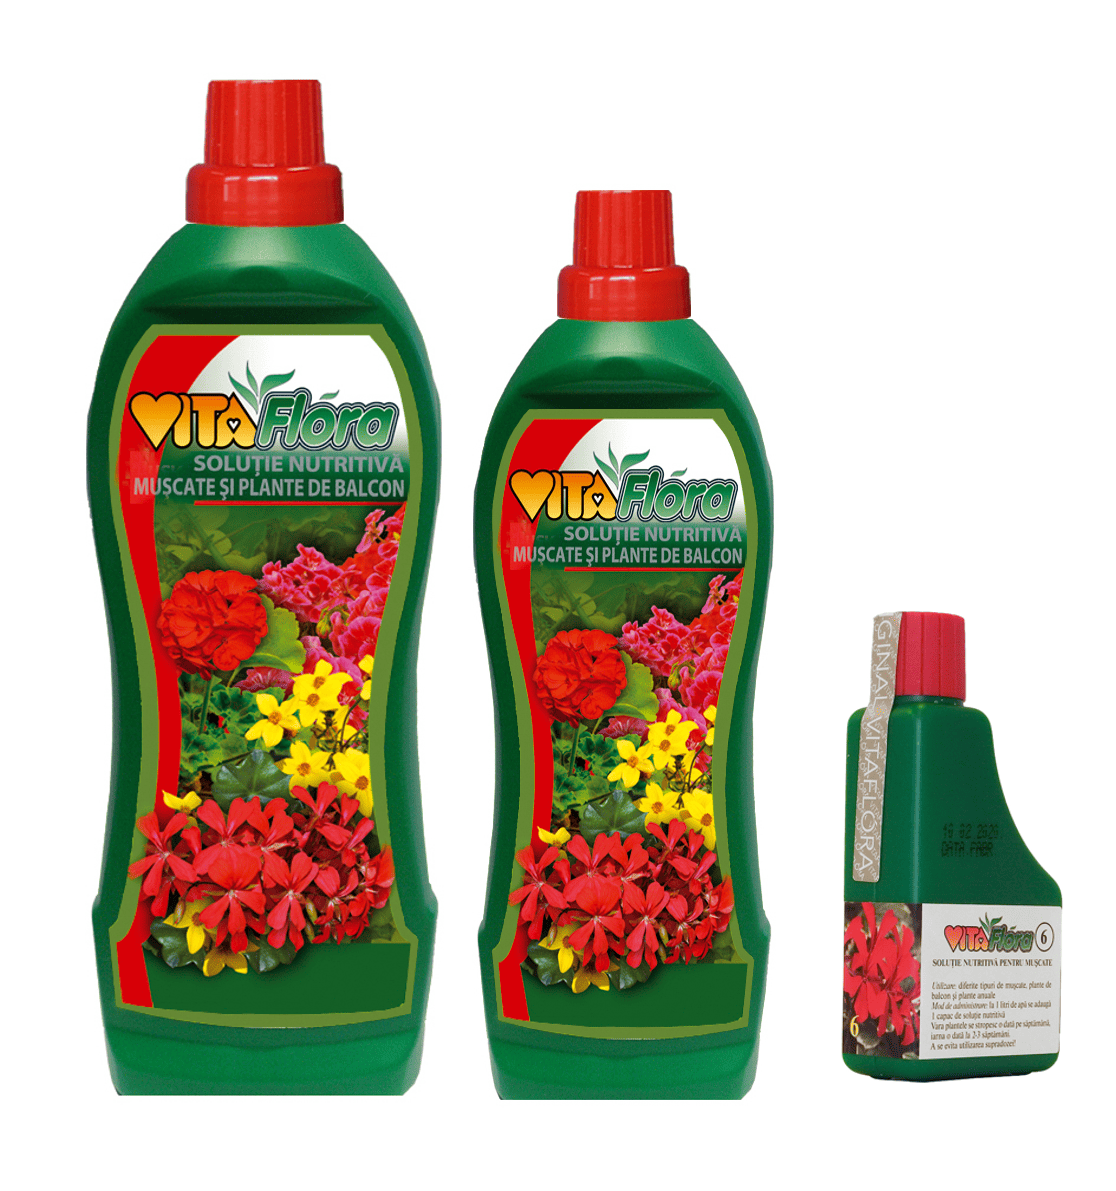 VITAFlora
SOLUȚIE NUTRITIVĂ
MUȘCATE ȘI PLANTE DE BALCON
VITAFlora
SOLUȚIE NUTRITIVĂ
MUȘCATE ȘI PLANTE DE BALCON
GINAL VITAFLORA
DATA FABR.
VITAFlora 6
SOLUȚIE NUTRITIVĂ PENTRU MUȘCATE
Utilizare: diferite tipuri de mușcate, plante de
balcon și plante anuale
Mod de administrare: la 1 litri de apă se adaugă
1 capac de soluție nutritivă
Vara plantele se stropesc o dată pe săptămână,
iarna o dată la 2-3 săptămâni.
A se evita utilizarea supradozei!
6